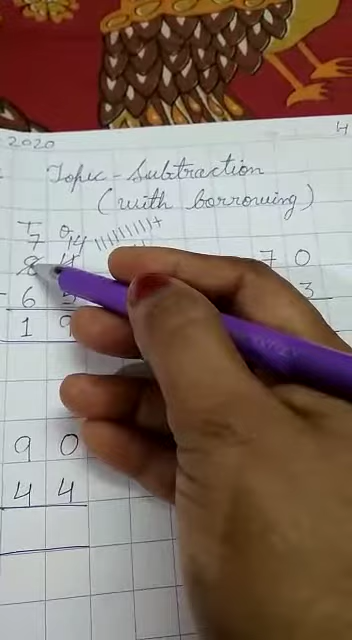 2020
Topic - Subtraction
(with borrowing)
T O
7 14
8 4
- 6 5
1 9
7 0
3
9 0
4 4